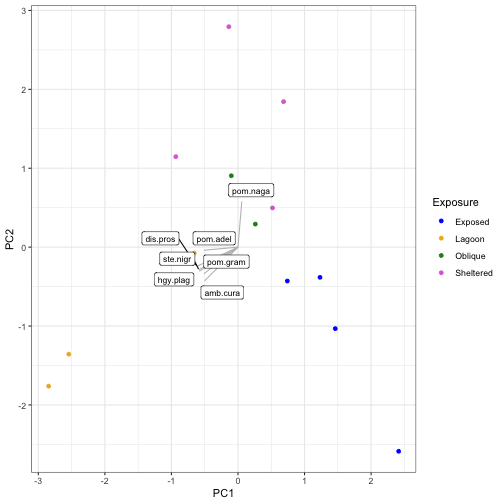 3
2
1
0
-1
-2
PC2
pom.naga
dis.pros
pom.adel
ste.nigr
pom.gram
hgy.plag
amb.cura
-3
-2
-1
0
1
2
PC1
Exposure
Exposed
Lagoon
Oblique
Sheltered